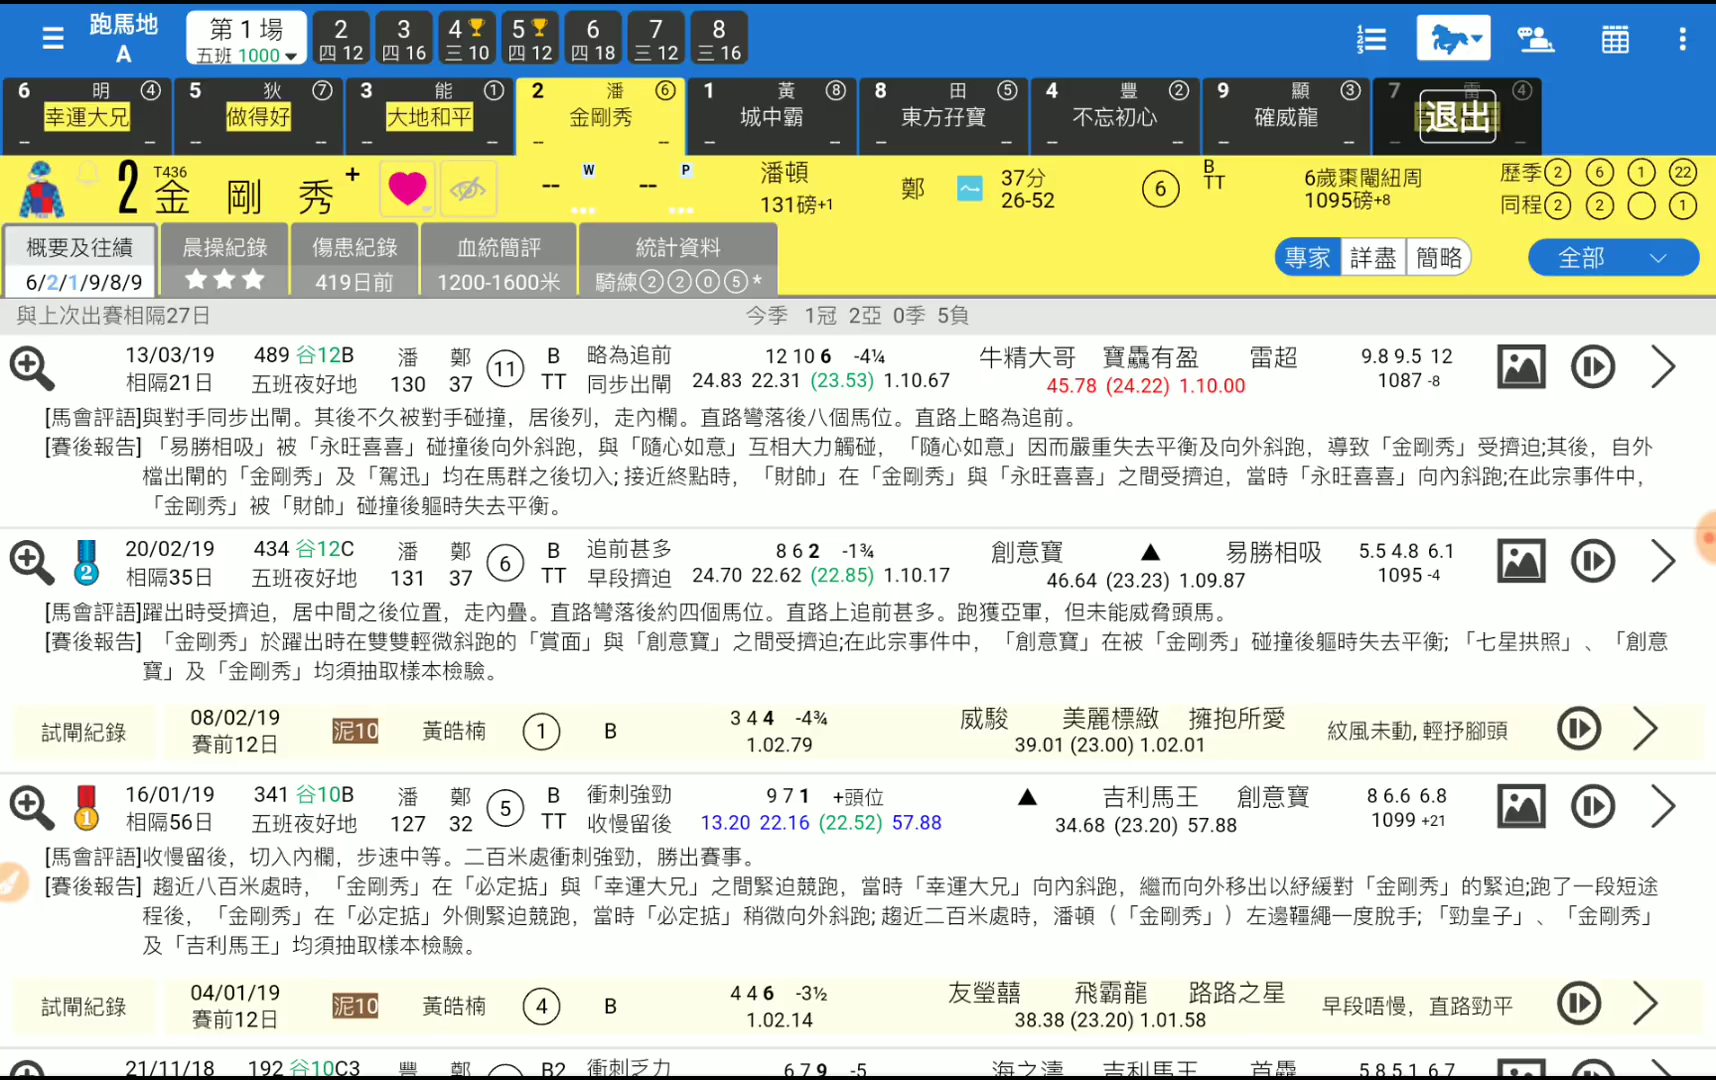 跑馬地 A
第 1 場 五班 1000
2 四 12
3 四 16
4 三 10
5 四 12
6 四 18
7 三 12
8 三 16
6 明 ④ 幸運大兄 -- --
5 狄 ⑦ 做得好 -- --
3 能 ① 大地和平 -- --
2 潘 ⑥ 金剛秀 -- --
1 黃 ⑧ 城中霸 -- --
8 田 ⑤ 東方孖寶 -- --
4 豐 ② 不忘初心 -- --
9 顯 ③ 確威龍 -- --
7 雷 ④ 退出 -- --
2 T436 金剛秀 + -- W -- P 潘頓 131磅+1 鄭 37分 26-52 ⑥ B TT 6歲棗閹紐周 1095磅+8
歷季 ② ⑥ ① ㉒
同程 ② ② ○ ①
概要及往績 6/2/1/9/8/9
晨操紀錄 ★★★
傷患紀錄 419日前
血統簡評 1200-1600米
統計資料 騎練②②⓪⑤*
專家 詳盡 簡略 全部
與上次出賽相隔27日 今季 1冠 2亞 0季 5負
13/03/19 489 谷12B 潘 鄭 ⑪ B 略為追前 12 10 6 -4¼ 牛精大哥 寶驫有盈 雷超 9.8 9.5 12
相隔21日 五班夜好地 130 37 TT 同步出閘 24.83 22.31 (23.53) 1.10.67 45.78 (24.22) 1.10.00 1087 -8
[馬會評語]與對手同步出閘。其後不久被對手碰撞，居後列，走內欄。直路彎落後八個馬位。直路上略為追前。
[賽後報告]「易勝相吸」被「永旺喜喜」碰撞後向外斜跑，與「隨心如意」互相大力觸碰，「隨心如意」因而嚴重失去平衡及向外斜跑，導致「金剛秀」受擠迫;其後，自外
檔出閘的「金剛秀」及「駕迅」均在馬群之後切入; 接近終點時，「財帥」在「金剛秀」與「永旺喜喜」之間受擠迫，當時「永旺喜喜」向內斜跑;在此宗事件中，
「金剛秀」被「財帥」碰撞後軀時失去平衡。
2 20/02/19 434 谷12C 潘 鄭 ⑥ B 追前甚多 8 6 2 -1¾ 創意寶 ▲ 易勝相吸 5.5 4.8 6.1
相隔35日 五班夜好地 131 37 TT 早段擠迫 24.70 22.62 (22.85) 1.10.17 46.64 (23.23) 1.09.87 1095 -4
[馬會評語]躍出時受擠迫，居中間之後位置，走內疊。直路彎落後約四個馬位。直路上追前甚多。跑獲亞軍，但未能威脅頭馬。
[賽後報告]「金剛秀」於躍出時在雙雙輕微斜跑的「賞面」與「創意寶」之間受擠迫;在此宗事件中，「創意寶」在被「金剛秀」碰撞後軀時失去平衡;「七星拱照」、「創意
寶」及「金剛秀」均須抽取樣本檢驗。
試閘紀錄 08/02/19 泥10 黃皓楠 ① B 3 4 4 -4¾ 威駿 美麗標緻 擁抱所愛 紋風未動, 輕抒腳頭
賽前12日 1.02.79 39.01 (23.00) 1.02.01
1 16/01/19 341 谷10B 潘 鄭 ⑤ B 衝刺強勁 9 7 1 +頭位 ▲ 吉利馬王 創意寶 8 6.6 6.8
相隔56日 五班夜好地 127 32 TT 收慢留後 13.20 22.16 (22.52) 57.88 34.68 (23.20) 57.88 1099 +21
[馬會評語]收慢留後，切入內欄，步速中等。二百米處衝刺強勁，勝出賽事。
[賽後報告] 趨近八百米處時，「金剛秀」在「必定掂」與「幸運大兄」之間緊迫競跑，當時「幸運大兄」向內斜跑，繼而向外移出以紓緩對「金剛秀」的緊迫;跑了一段短途
程後，「金剛秀」在「必定掂」外側緊迫競跑，當時「必定掂」稍微向外斜跑; 趨近二百米處時，潘頓（「金剛秀」）左邊韁繩一度脫手;「勁皇子」、「金剛秀」
及「吉利馬王」均須抽取樣本檢驗。
試閘紀錄 04/01/19 泥10 黃皓楠 ④ B 4 4 6 -3½ 友瑩囍 飛霸龍 路路之星 早段唔慢，直路勁平
賽前12日 1.02.14 38.38 (23.20) 1.01.58
21/11/18 192 谷10C3 豐 鄭 B2 衝刺乏力 6 7 9 -5 海之濤 吉利馬王 首驫 5.8 5.1 6.7